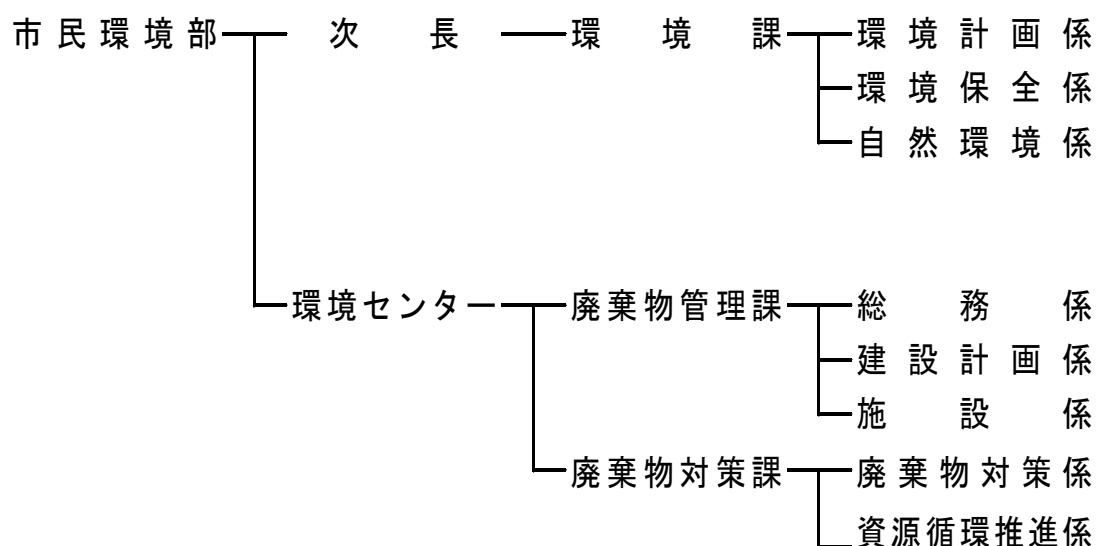 市民環境部 次長 環境課 環境計画係
環境保全係
自然環境係
環境センター 廃棄物管理課 総務係
建設計画係
施設係
廃棄物対策課 廃棄物対策係
資源循環推進係